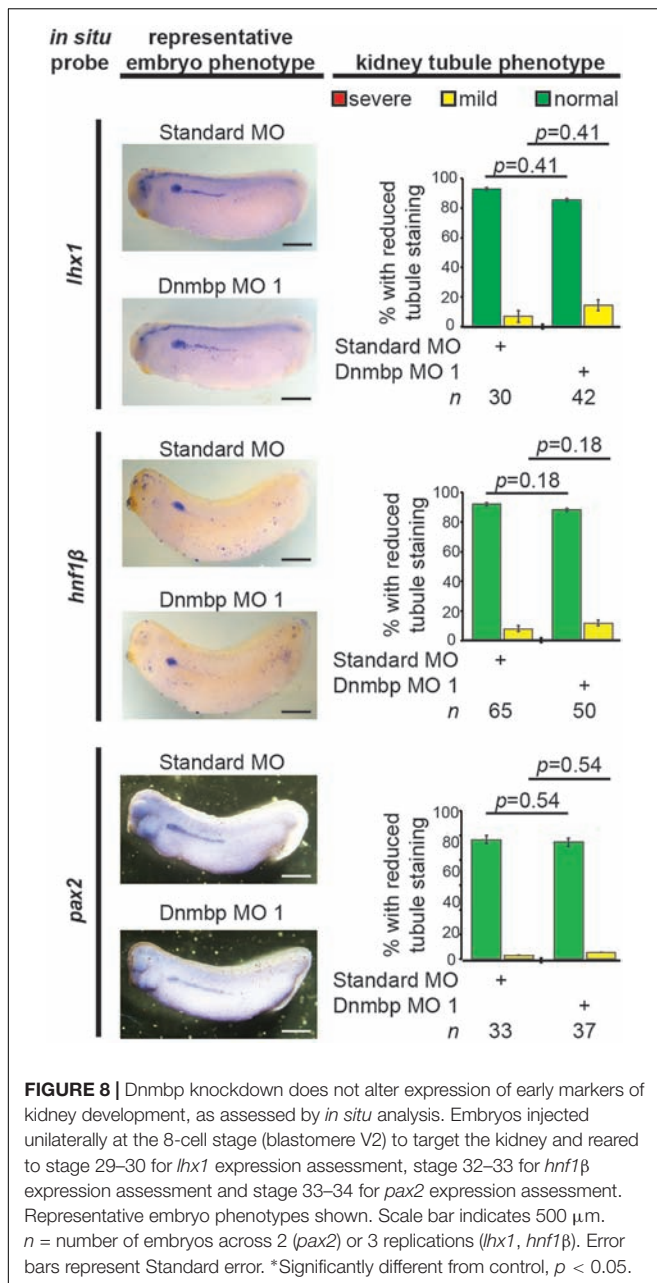 in situ probe
representative embryo phenotype
kidney tubule phenotype
severe mild normal
lhx1
Standard MO
Dnmbp MO 1
p=0.41
p=0.41
% with reduced tubule staining
100
80
60
40
20
0
Standard MO +
Dnmbp MO 1 +
n 30 42
hnf1β
Standard MO
Dnmbp MO 1
p=0.18
p=0.18
% with reduced tubule staining
100
80
60
40
20
0
Standard MO +
Dnmbp MO 1 +
n 65 50
pax2
Standard MO
Dnmbp MO 1
p=0.54
p=0.54
% with reduced tubule staining
100
80
60
40
20
0
Standard MO +
Dnmbp MO 1 +
n 33 37
FIGURE 8 | Dnmbp knockdown does not alter expression of early markers of
kidney development, as assessed by in situ analysis. Embryos injected
unilaterally at the 8-cell stage (blastomere V2) to target the kidney and reared
to stage 29–30 for lhx1 expression assessment, stage 32–33 for hnf1β
expression assessment and stage 33–34 for pax2 expression assessment.
Representative embryo phenotypes shown. Scale bar indicates 500 μm.
n = number of embryos across 2 (pax2) or 3 replications (lhx1, hnf1β). Error
bars represent Standard error. *Significantly different from control, p < 0.05.